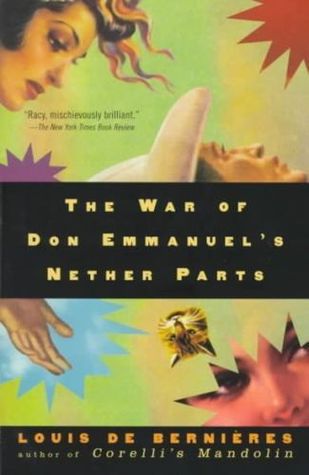 "Racy, mischievously brilliant."
—The New York Times Book Review
THE WAR OF
DON EMMANUEL'S
NETHER PARTS
LOUIS DE BERNIÈRES
author of Corelli's Mandolin